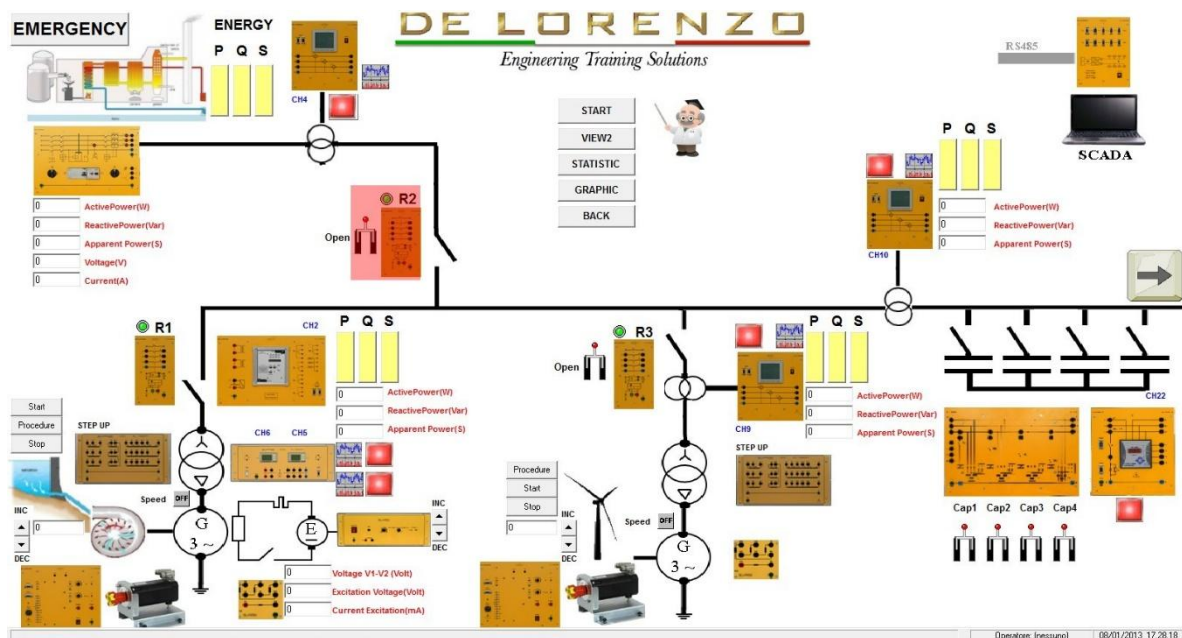 EMERGENCY
ENERGY
P Q S
CH4
DE LORENZO
Engineering Training Solutions
RS485
SCADA
START
VIEW2
STATISTIC
GRAPHIC
BACK
P Q S
0 ActivePower(W)
0 ReactivePower(Var)
0 Apparent Power(S)
CH10
0 ActivePower(W)
0 ReactivePower(Var)
0 Apparent Power(S)
0 Voltage(V)
0 Current(A)
R2
Open
R1
CH2
P Q S
0 ActivePower(W)
0 ReactivePower(Var)
0 Apparent Power(S)
R3
Open
P Q S
0 ActivePower(W)
0 ReactivePower(Var)
0 Apparent Power(S)
CH9
CH22
Start
Procedure
Stop
STEP UP
CH6 CH5
Speed OFF
INC
0
DEC
G
3 ~
E
INC
DEC
0 Voltage V1-V2 (Volt)
0 Excitation Voltage(Volt)
0 Current Excitation(mA)
Procedure
Start
Stop
0
INC
DEC
Speed OFF
G
3 ~
STEP UP
Cap1 Cap2 Cap3 Cap4
Operatore: (nessuno) 08/01/2013 17.28.18